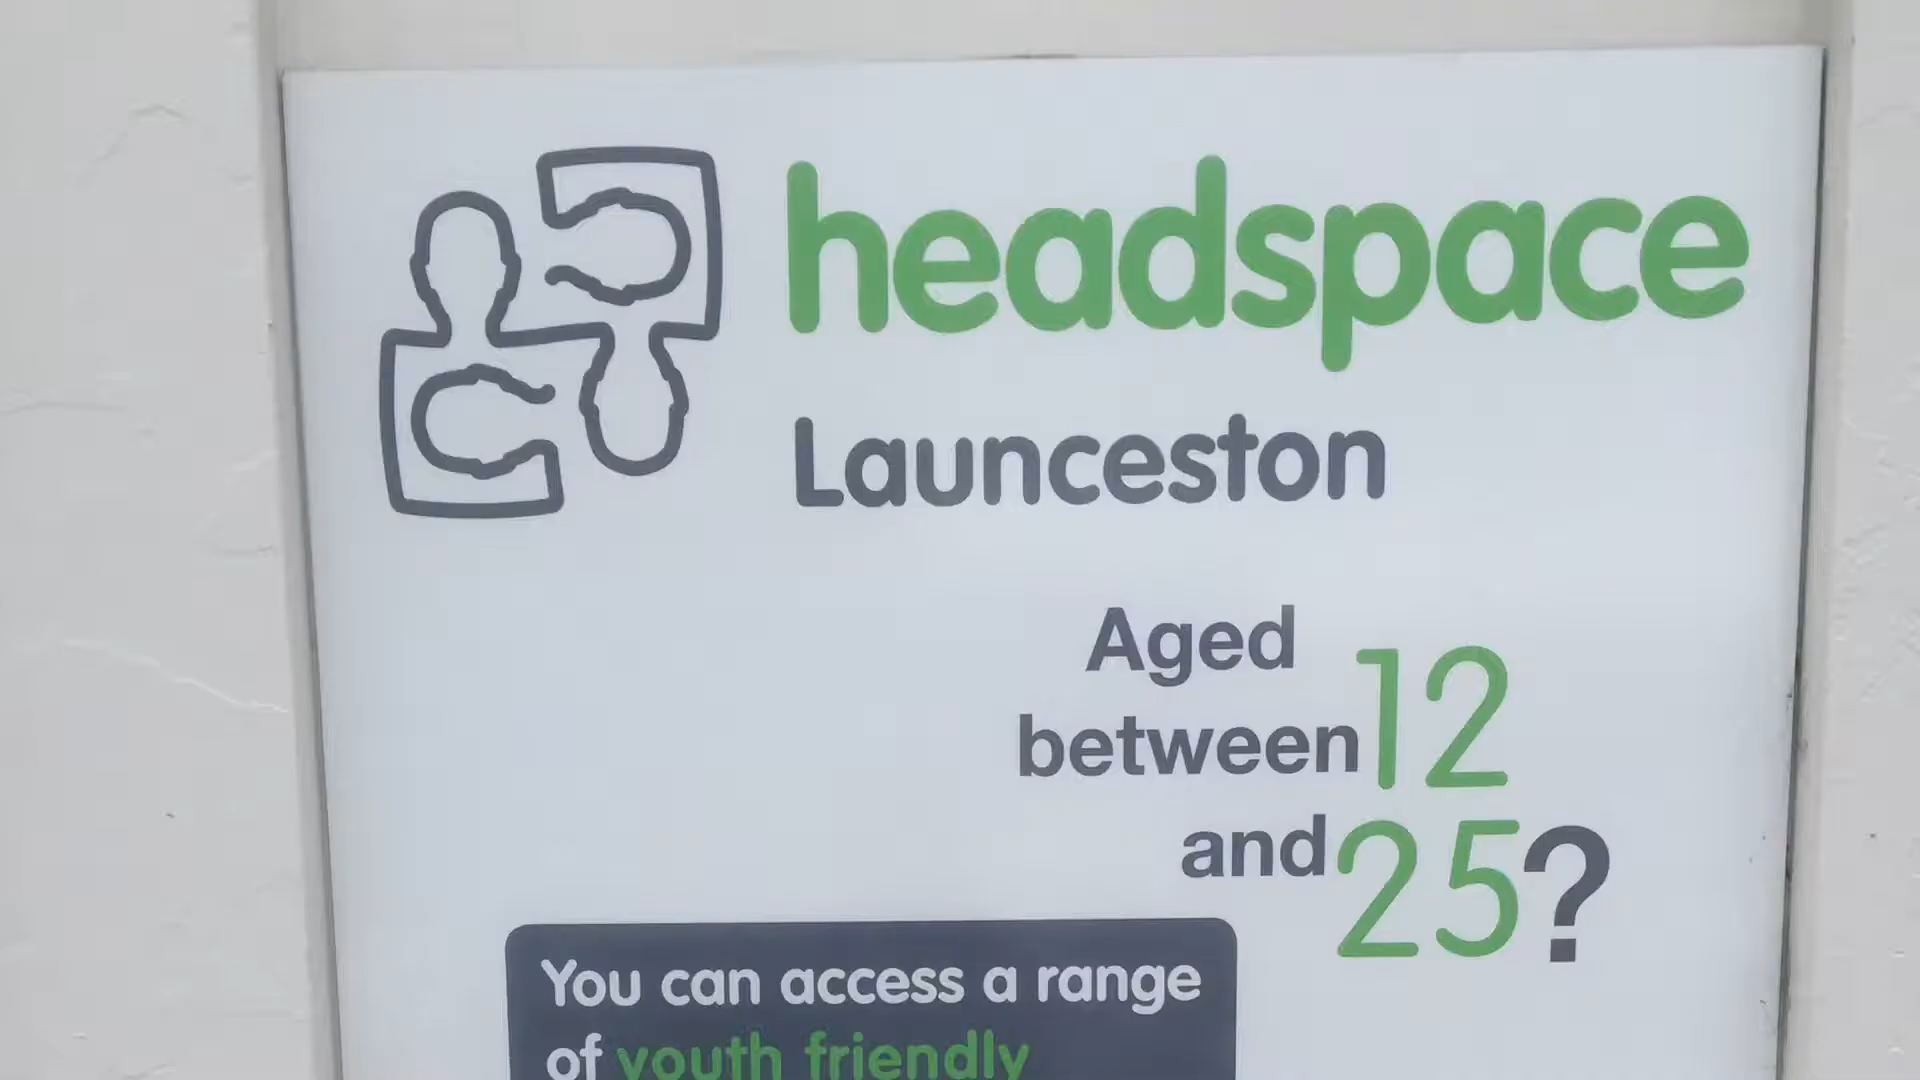 headspace
Launceston
Aged
between 12
and 25?
You can access a range
of youth friendly